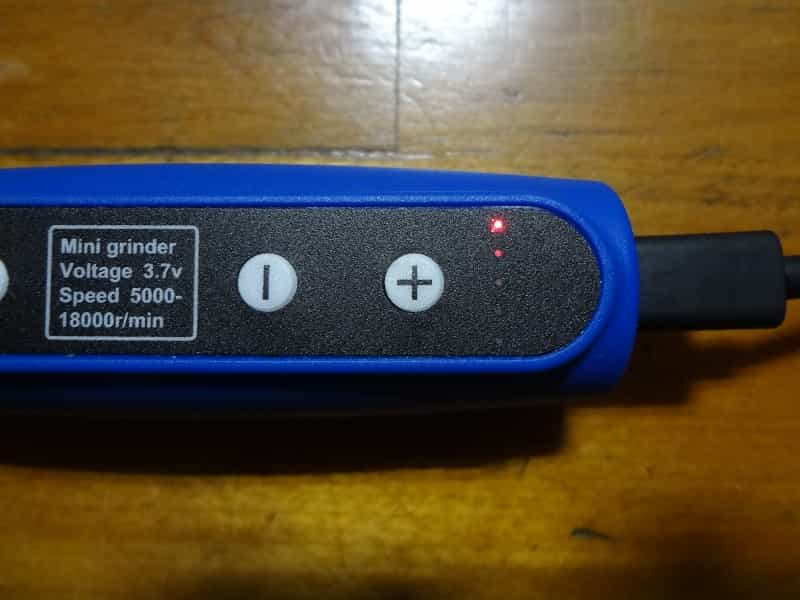 Mini grinder
Voltage 3.7v
Speed 5000-
18000r/min
- +